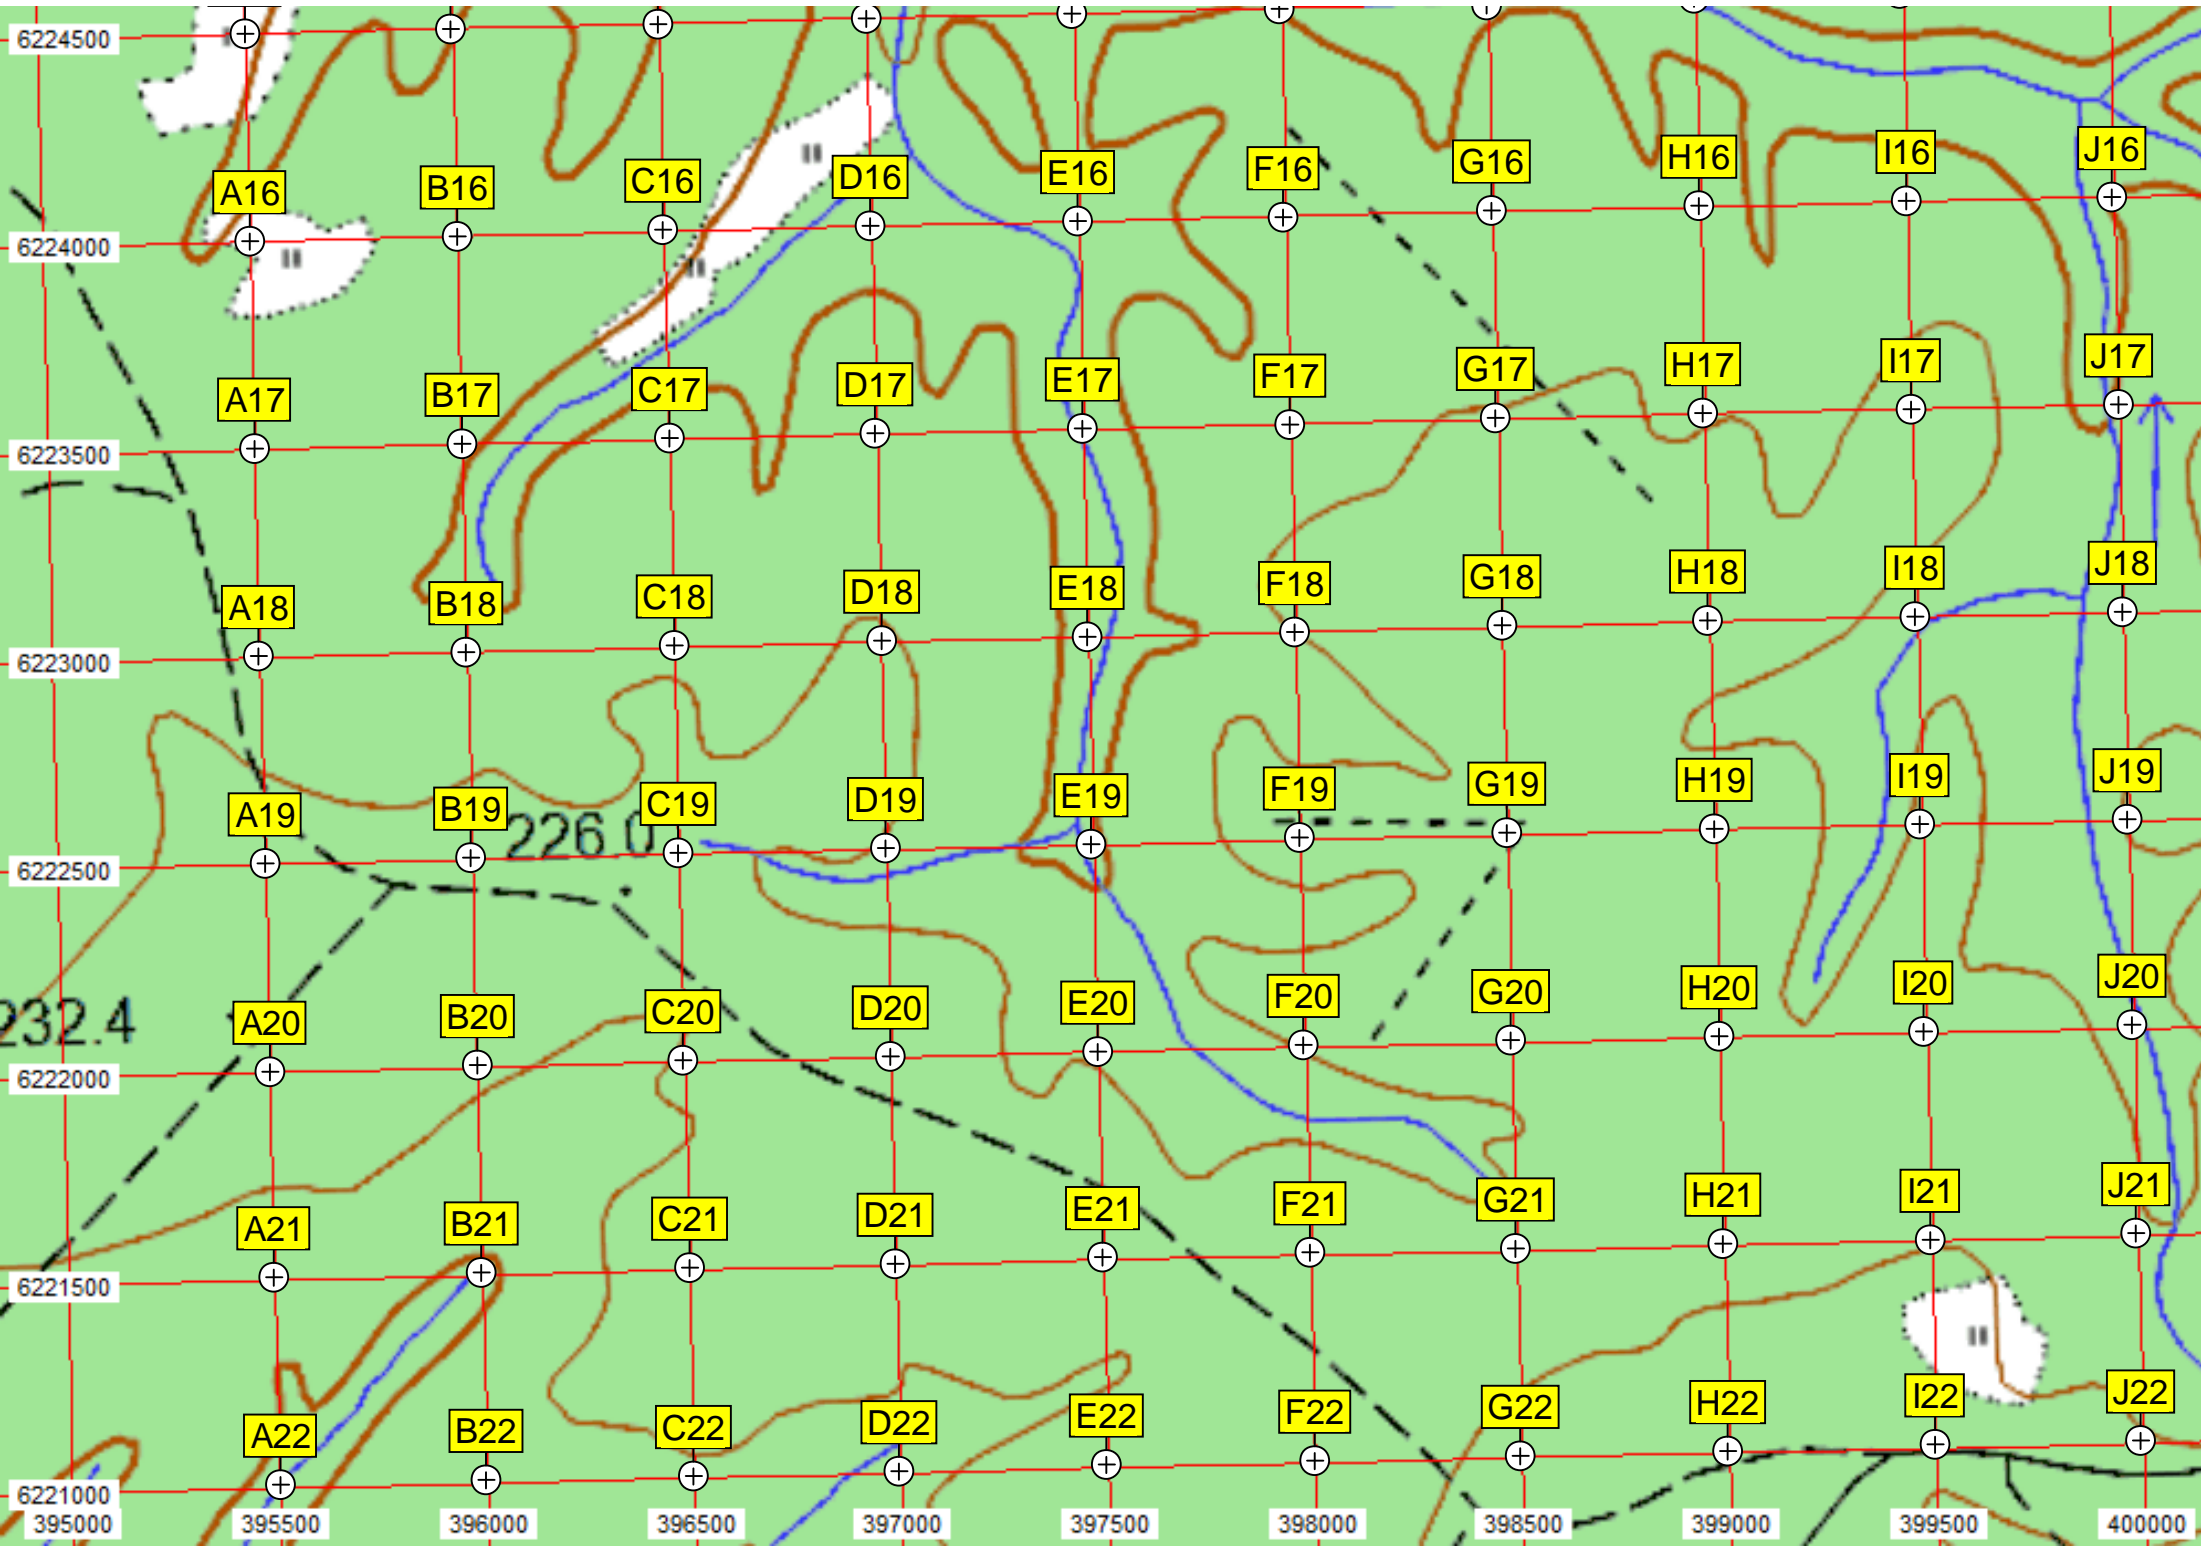 6224500
A16 B16 C16 D16 E16 F16 G16 H16 I16 J16
6224000
A17 B17 C17 D17 E17 F17 G17 H17 I17 J17
6223500
A18 B18 C18 D18 E18 F18 G18 H18 I18 J18
6223000
A19 B19 C19 D19 E19 F19 G19 H19 I19 J19
226.0
6222500
A20 B20 C20 D20 E20 F20 G20 H20 I20 J20
232.4
6222000
A21 B21 C21 D21 E21 F21 G21 H21 I21 J21
6221500
A22 B22 C22 D22 E22 F22 G22 H22 I22 J22
6221000
395000 395500 396000 396500 397000 397500 398000 398500 399000 399500 400000